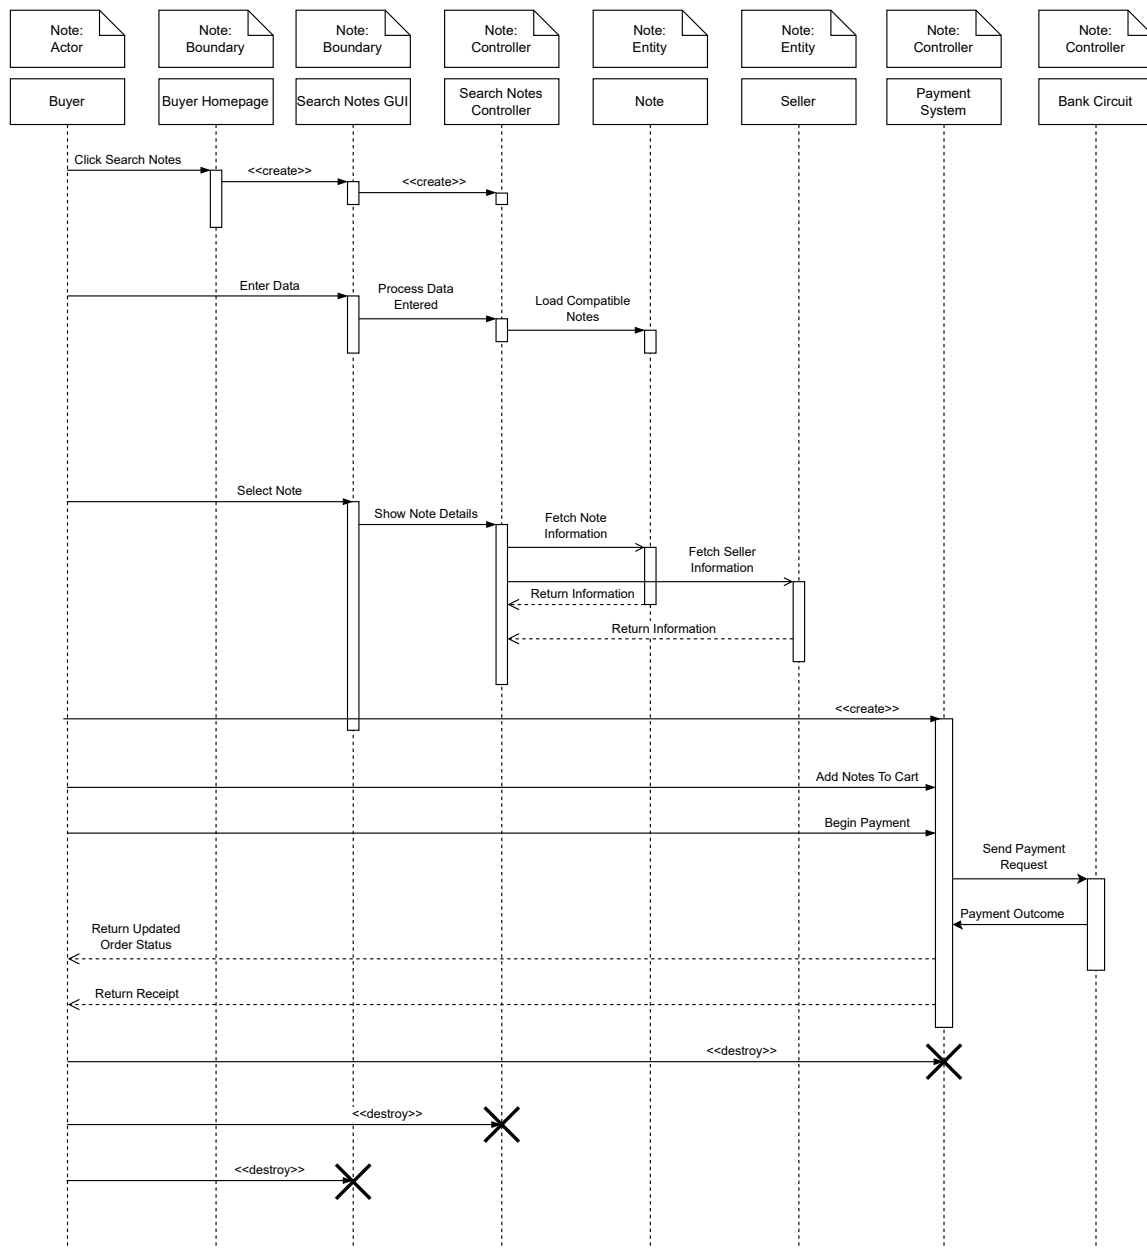 Note:
Actor
Note:
Boundary
Note:
Boundary
Note:
Controller
Note:
Entity
Note:
Entity
Note:
Controller
Note:
Controller
Buyer
Buyer Homepage
Search Notes GUI
Search Notes
Controller
Note
Seller
Payment
System
Bank Circuit
Click Search Notes
<<create>>
<<create>>
Enter Data
Process Data
Entered
Load Compatible
Notes
Select Note
Show Note Details
Fetch Note
Information
Fetch Seller
Information
Return Information
Return Information
<<create>>
Add Notes To Cart
Begin Payment
Send Payment
Request
Payment Outcome
Return Updated
Order Status
Return Receipt
<<destroy>>
<<destroy>>
<<destroy>>